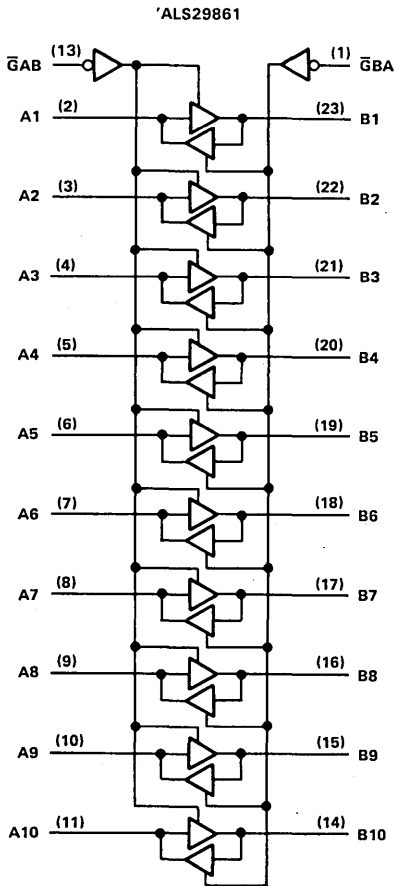 'ALS29861
G̅AB (13) (1) G̅BA
A1 (2) (23) B1
A2 (3) (22) B2
A3 (4) (21) B3
A4 (5) (20) B4
A5 (6) (19) B5
A6 (7) (18) B6
A7 (8) (17) B7
A8 (9) (16) B8
A9 (10) (15) B9
A10 (11) (14) B10